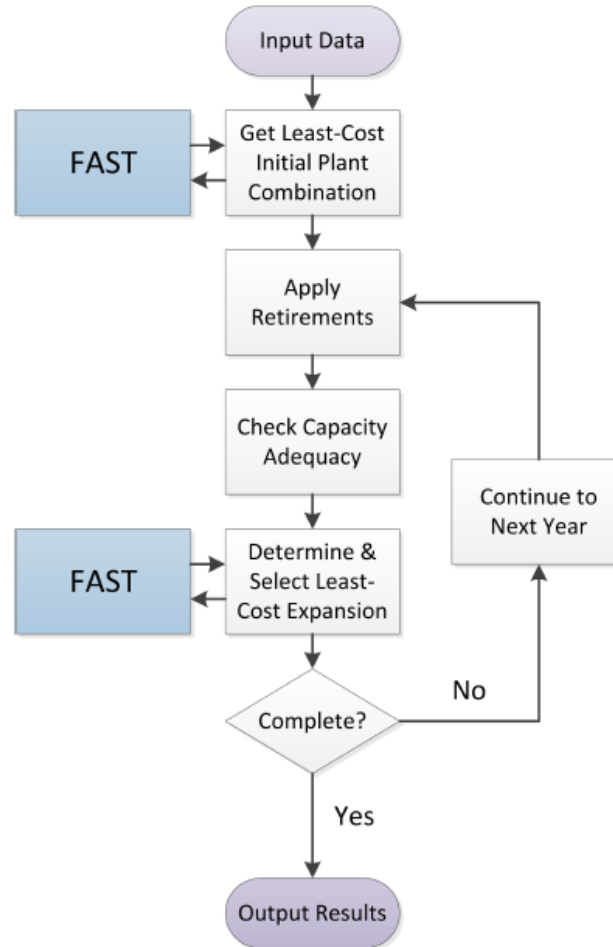 Input Data
FAST
Get Least-Cost
Initial Plant
Combination
Apply
Retirements
Check Capacity
Adequacy
Continue to
Next Year
FAST
Determine &
Select Least-
Cost Expansion
No
Complete?
Yes
Output Results